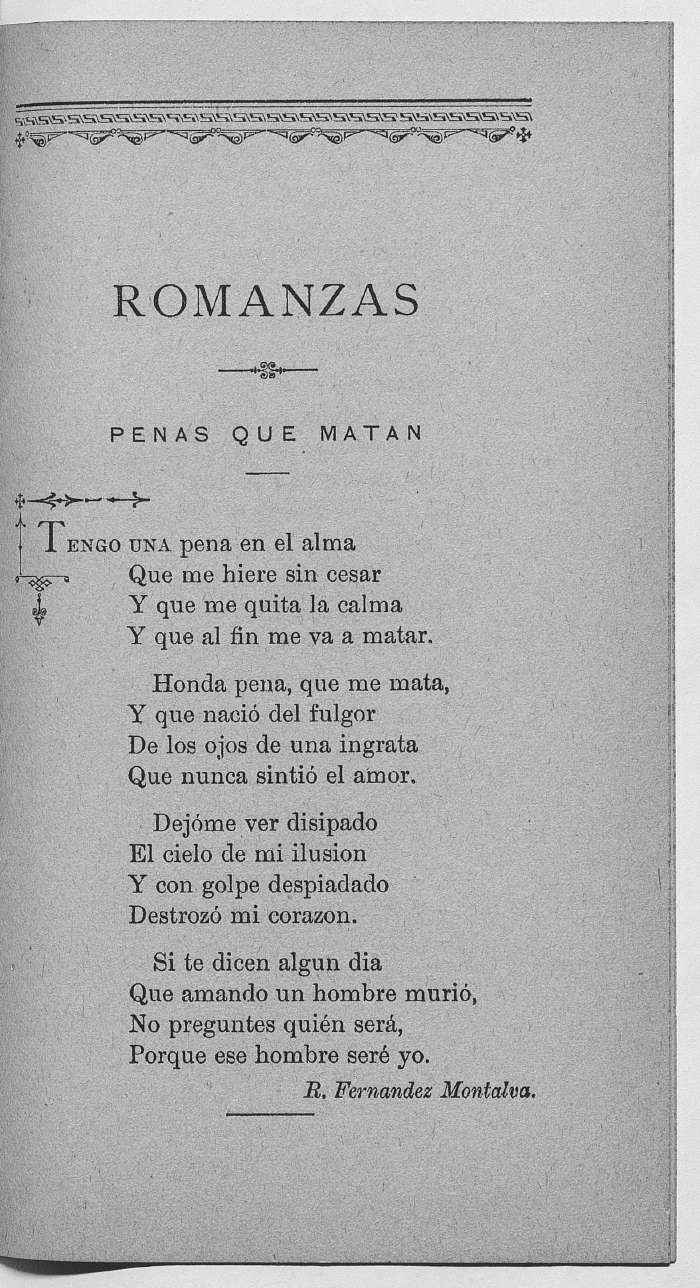 ROMANZAS
PENAS QUE MATAN
TENGO UNA pena en el alma
Que me hiere sin cesar
Y que me quita la calma
Y que al fin me va a matar.
Honda pena, que me mata,
Y que nació del fulgor
De los ojos de una ingrata
Que nunca sintió el amor.
Dejóme ver disipado
El cielo de mi ilusion
Y con golpe despiadado
Destrozó mi corazon.
Si te dicen algun dia
Que amando un hombre murió,
No preguntes quién será,
Porque ese hombre seré yo.
R. Fernandez Montalva.